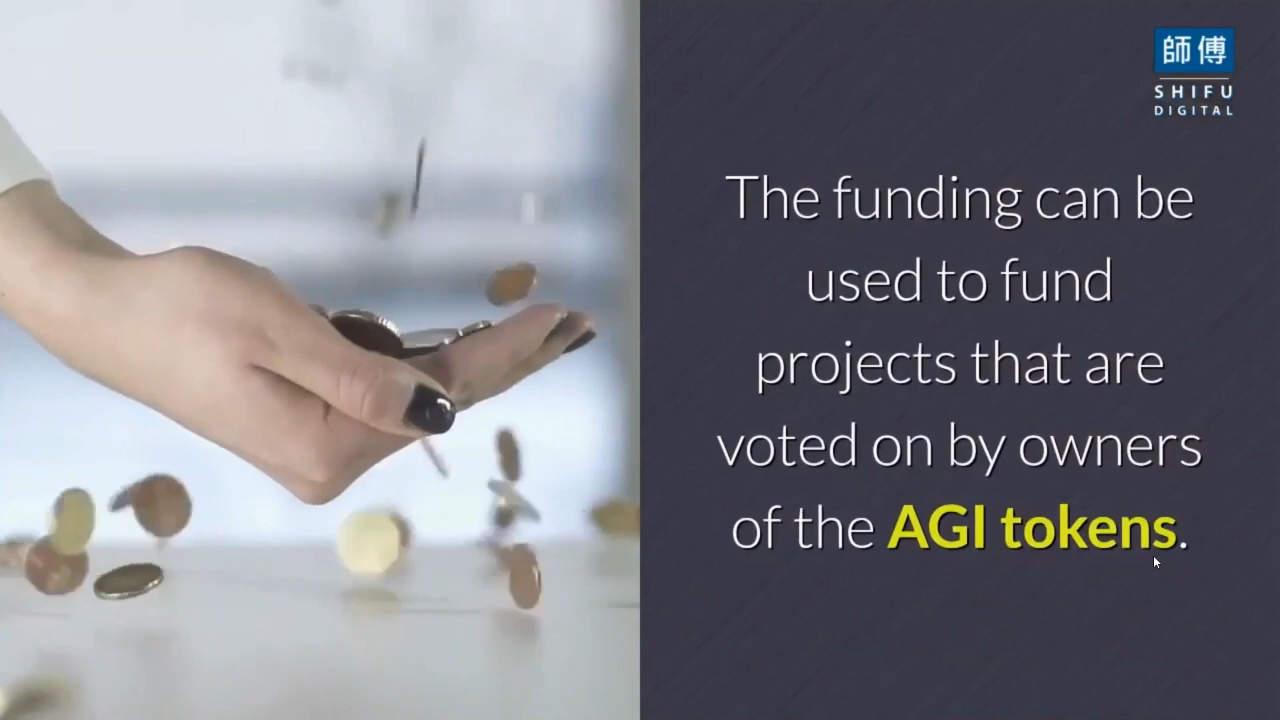 師傅
SHIFU
DIGITAL
The funding can be
used to fund
projects that are
voted on by owners
of the AGI tokens.